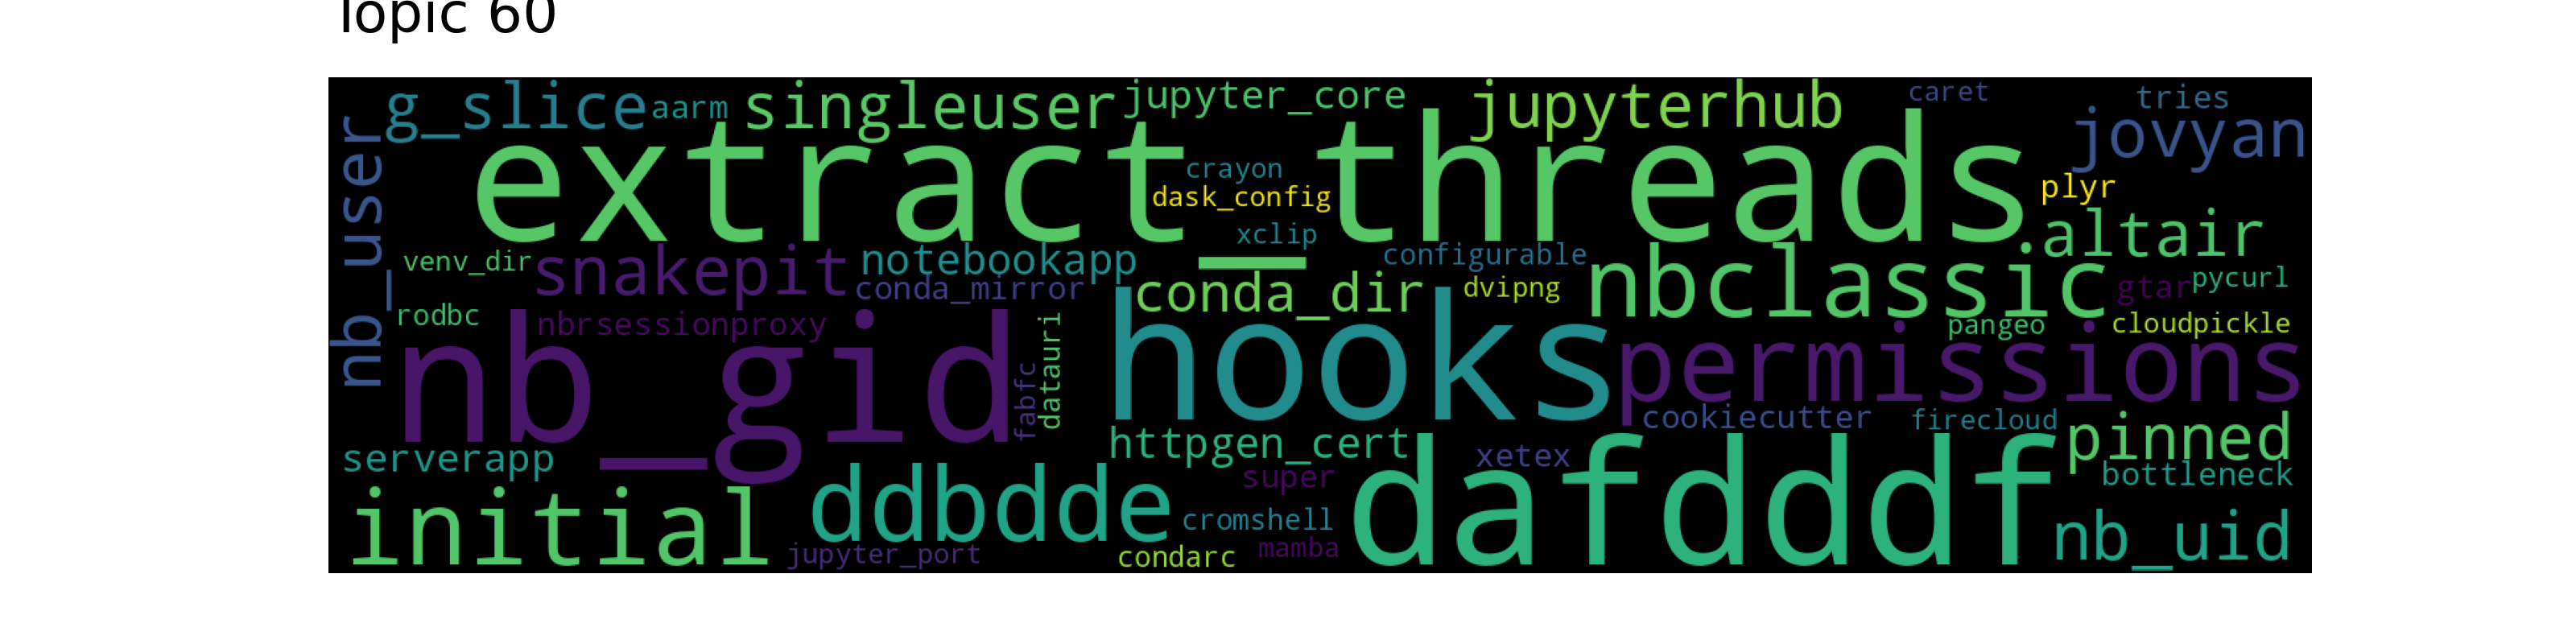 Topic 60
g_slice aarm singleuser jupyter_core jupyterhub caret tries
nb_user extract_threads jovyan
crayon
dask_config plyr
xclip .altair
venv_dir snakepit notebookapp configurable nbclassic
conda_mirror conda_dir dvipng gtar pycurl
rodbc nbrsessionproxy pangeo cloudpickle
nb_gid fabfc datauri hooks permissions
cookiecutter firecloud
serverapp httpgen_cert xetex pinned
super bottleneck
initial ddbdde cromshell dafdddf nb_uid
jupyter_port condarc mamba